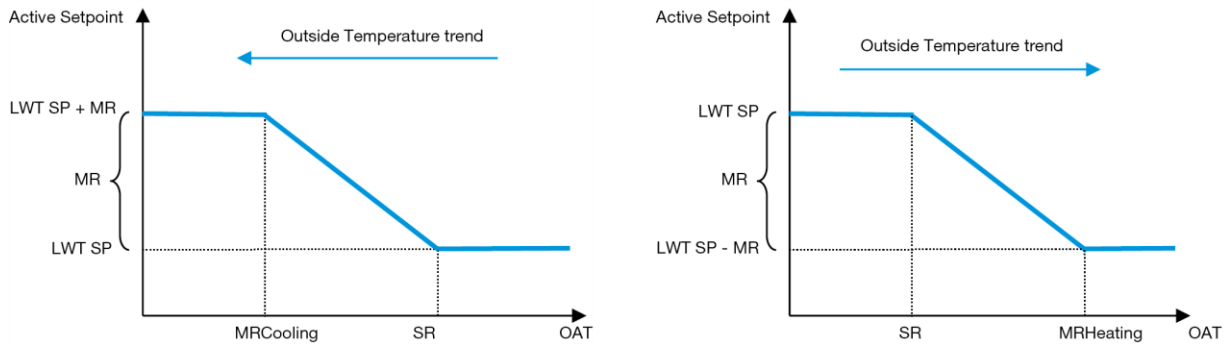 Active Setpoint
Outside Temperature trend
LWT SP + MR
MR
LWT SP
MRCooling
SR
OAT
Active Setpoint
Outside Temperature trend
LWT SP
MR
LWT SP - MR
SR
MRHeating
OAT